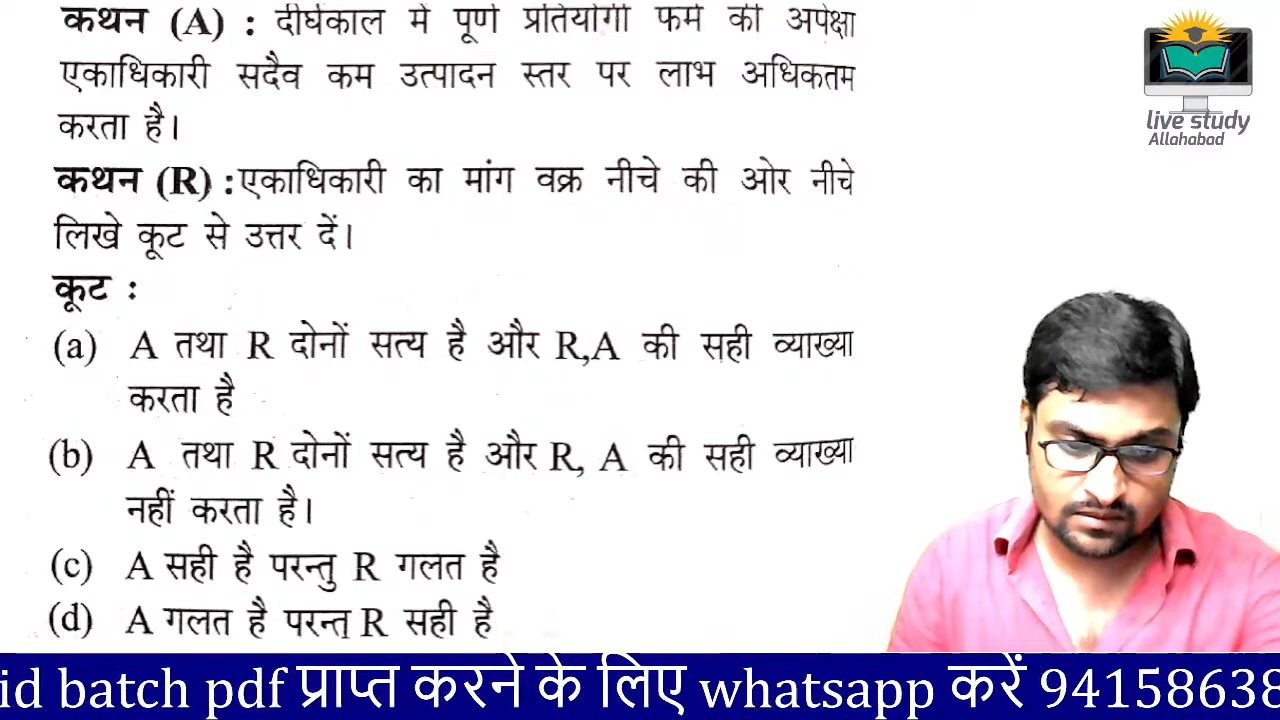 कथन (A) : दीर्घकाल में पूर्ण प्रतियोगी फर्म की अपेक्षा
एकाधिकारी सदैव कम उत्पादन स्तर पर लाभ अधिकतम
करता है।
कथन (R) : एकाधिकारी का मांग वक्र नीचे की ओर नीचे
लिखे कूट से उत्तर दें।
कूट :
(a) A तथा R दोनों सत्य है और R,A की सही व्याख्या
करता है
(b) A तथा R दोनों सत्य है और R, A की सही व्याख्या
नहीं करता है।
(c) A सही है परन्तु R गलत है
(d) A गलत है परन्तु R सही है
live study
Allahabad
id batch pdf प्राप्त करने के लिए whatsapp करें 94158638